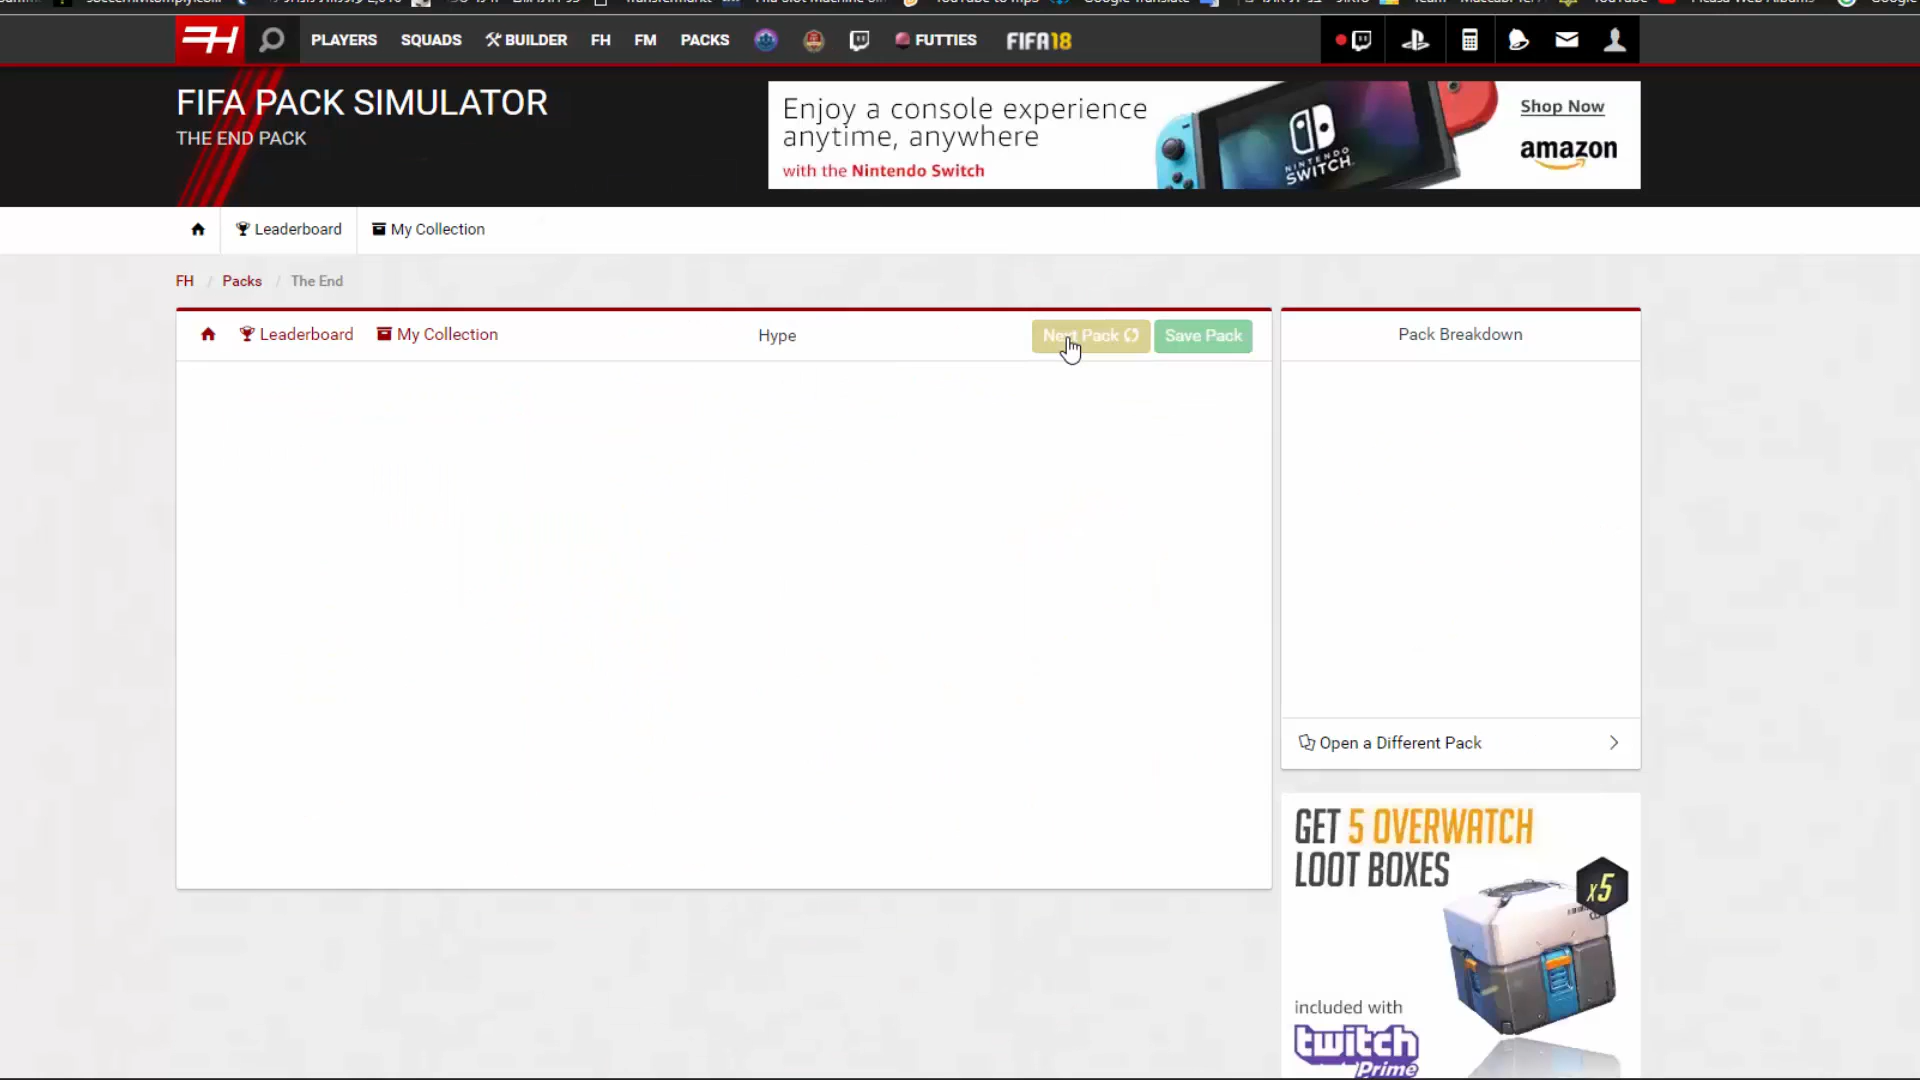 PLAYERS SQUADS BUILDER FH FM PACKS FUTTIES FIFA18
FIFA PACK SIMULATOR
THE END PACK
Enjoy a console experience
anytime, anywhere
with the Nintendo Switch
NINTENDO
SWITCH
Shop Now
amazon
Leaderboard My Collection
FH / Packs / The End
Leaderboard My Collection Hype Next Pack Save Pack
Pack Breakdown
Open a Different Pack
GET 5 OVERWATCH
LOOT BOXES
x5
included with
twitch
Prime